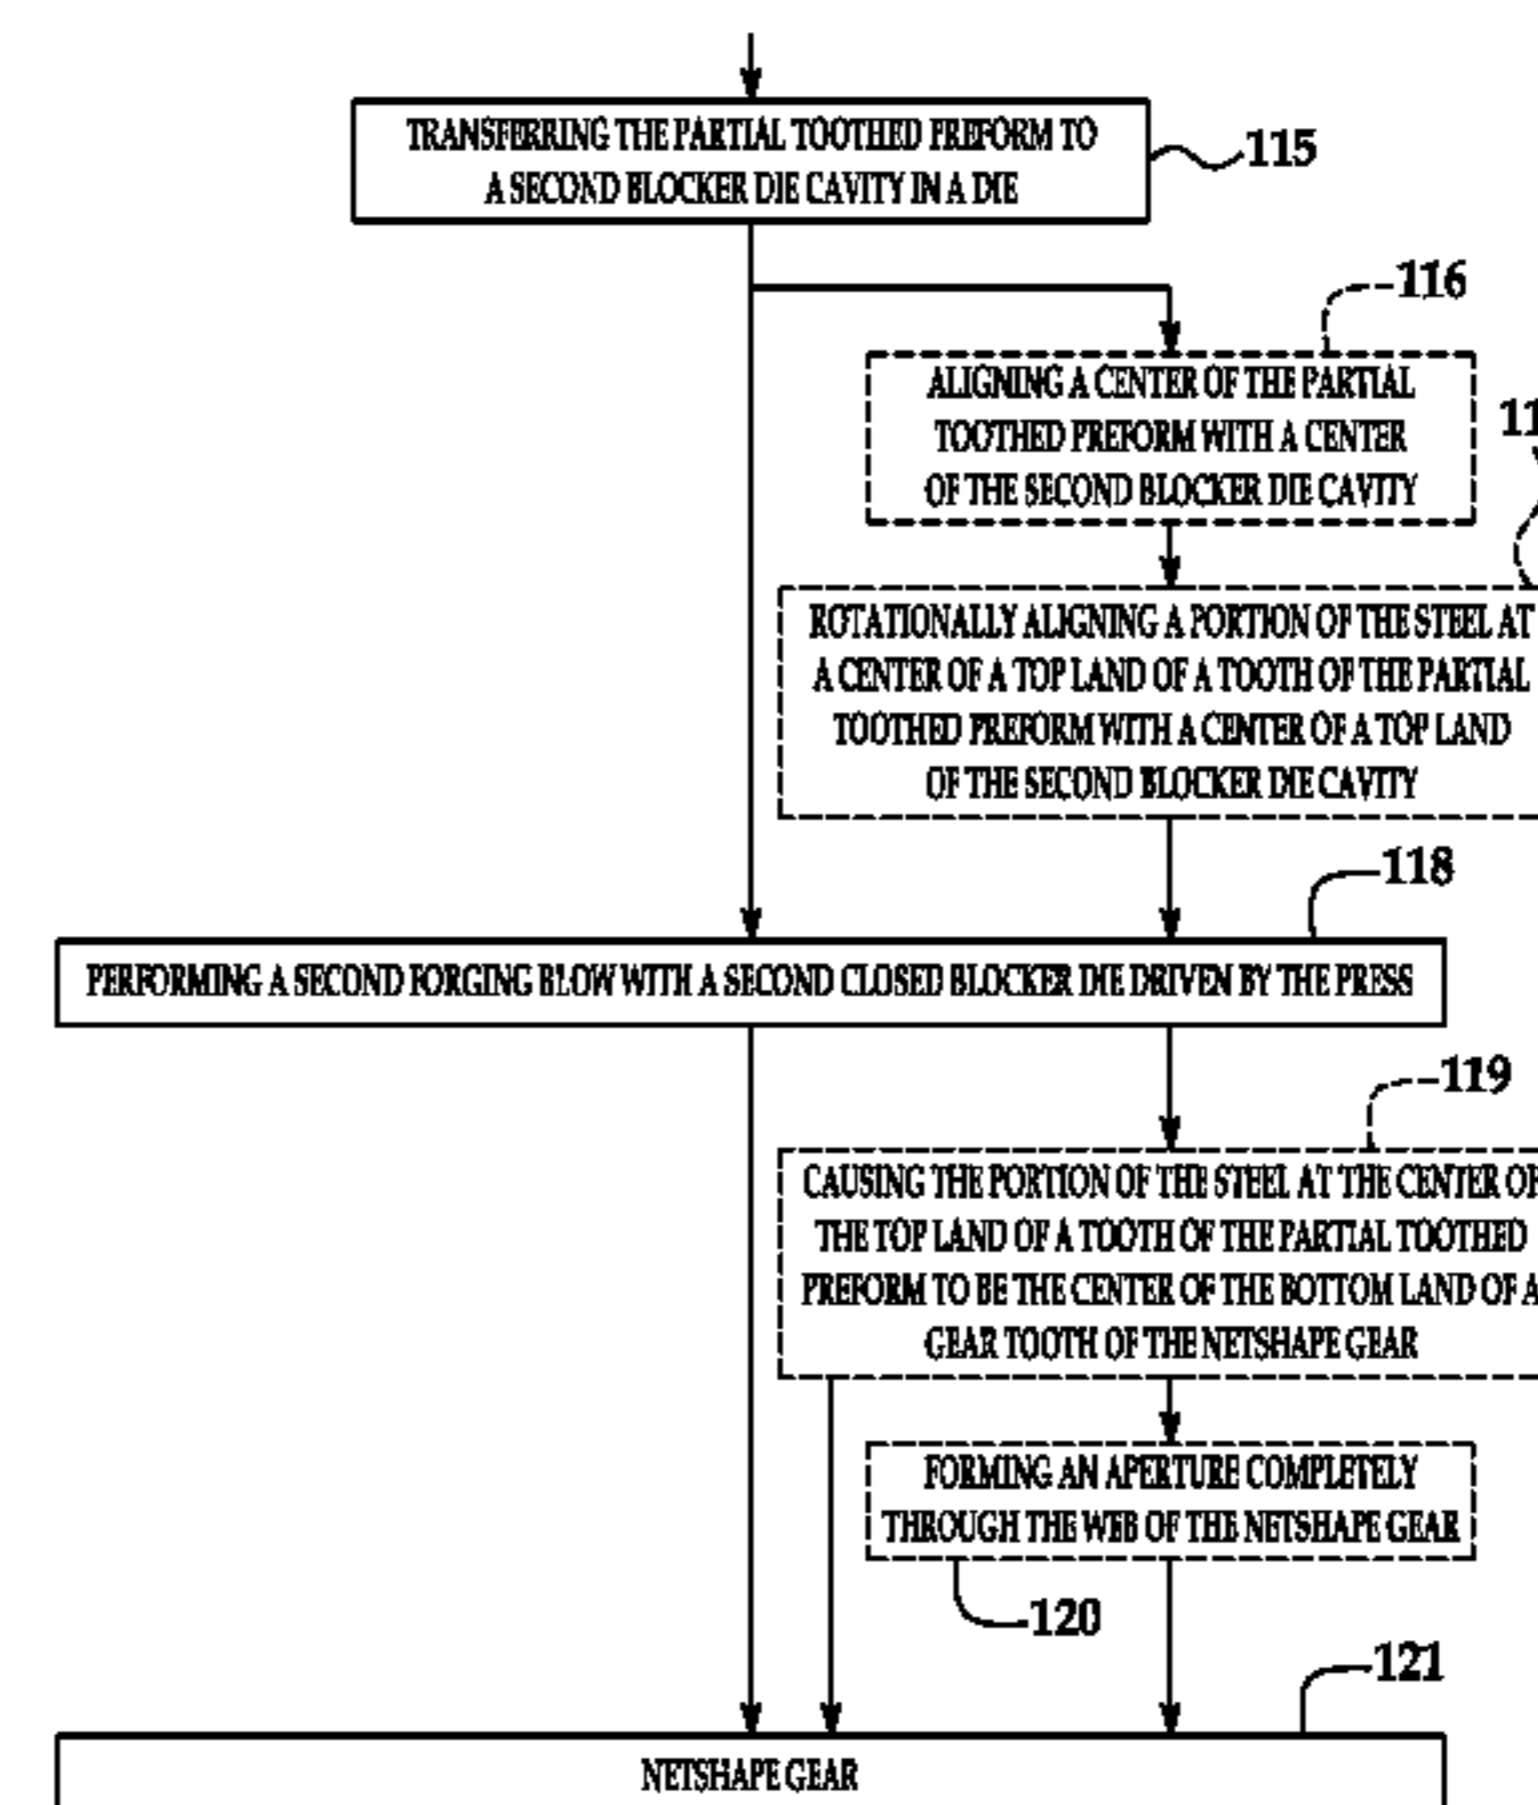 TRANSFERRING THE PARTIAL TOOTHED PREFORM TO
A SECOND BLOCKER DIE CAVITY IN A DIE
115
116
ALIGNING A CENTER OF THE PARTIAL
TOOTHED PREFORM WITH A CENTER
OF THE SECOND BLOCKER DIE CAVITY
11
ROTATIONALLY ALIGNING A PORTION OF THE STEEL AT
A CENTER OF A TOP LAND OF A TOOTH OF THE PARTIAL
TOOTHED PREFORM WITH A CENTER OF A TOP LAND
OF THE SECOND BLOCKER DIE CAVITY
118
PERFORMING A SECOND FORGING BLOW WITH A SECOND CLOSED BLOCKER DIE DRIVEN BY THE PRESS
119
CAUSING THE PORTION OF THE STEEL AT THE CENTER OF
THE TOP LAND OF A TOOTH OF THE PARTIAL TOOTHED
PREFORM TO BE THE CENTER OF THE BOTTOM LAND OF A
GEAR TOOTH OF THE NETSHAPE GEAR
FORMING AN APERTURE COMPLETELY
THROUGH THE WEB OF THE NETSHAPE GEAR
120
121
NETSHAPE GEAR